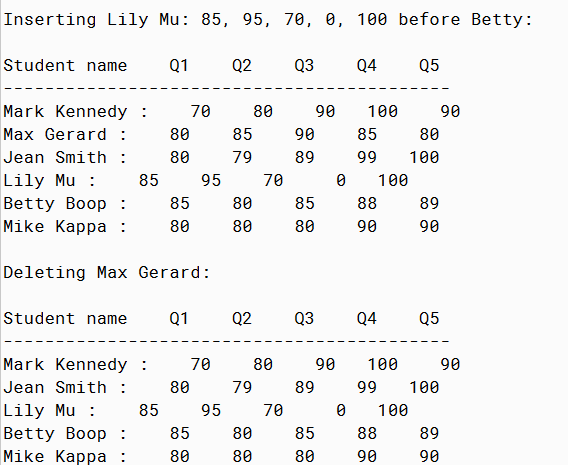 Inserting Lily Mu: 85, 95, 70, 0, 100 before Betty:
Student name    Q1    Q2    Q3    Q4    Q5
-------------------------------------------
Mark Kennedy :    70    80    90   100    90
Max Gerard :    80    85    90    85    80
Jean Smith :    80    79    89    99   100
Lily Mu :    85    95    70     0   100
Betty Boop :    85    80    85    88    89
Mike Kappa :    80    80    80    90    90
Deleting Max Gerard:
Student name    Q1    Q2    Q3    Q4    Q5
-------------------------------------------
Mark Kennedy :    70    80    90   100    90
Jean Smith :    80    79    89    99   100
Lily Mu :    85    95    70     0   100
Betty Boop :    85    80    85    88    89
Mike Kappa :    80    80    80    90    90